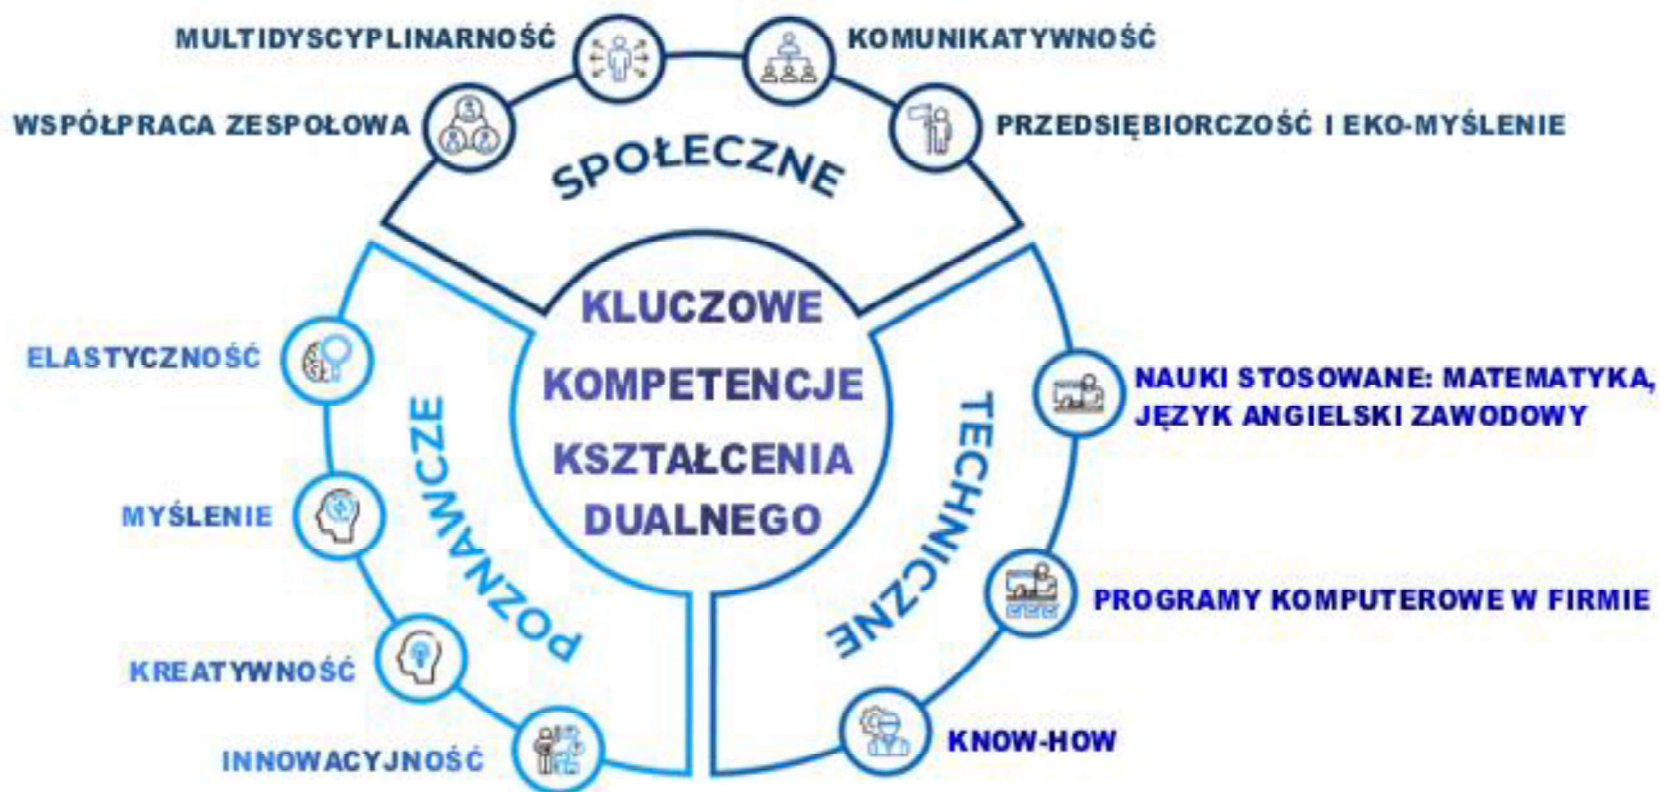 MULTIDYSCYPLINARNOŚĆ
KOMUNIKATYWNOŚĆ
WSPÓŁPRACA ZESPOŁOWA
PRZEDSIĘBIORCZOŚĆ I EKO-MYŚLENIE
SPOŁECZNE
KLUCZOWE
KOMPETENCJE
KSZTAŁCENIA
DUALNEGO
ELASTYCZNOŚĆ
MYŚLENIE
KREATYWNOŚĆ
INNOWACYJNOŚĆ
POZNAWCZE
TECHNICZNE
NAUKI STOSOWANE: MATEMATYKA,
JĘZYK ANGIELSKI ZAWODOWY
PROGRAMY KOMPUTEROWE W FIRMIE
KNOW-HOW